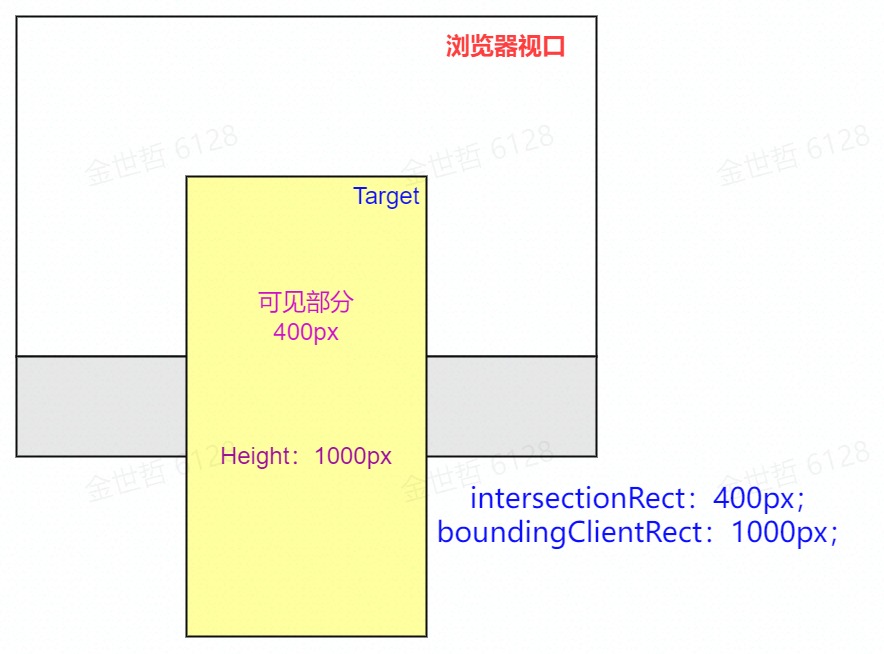 浏览器视口
金世哲 6128
金世哲 6128
金世哲 6128
Target
可见部分
400px
Height：1000px
金世哲 6128
金世哲 6128
金世哲 6128
intersectionRect：400px；
boundingClientRect：1000px；